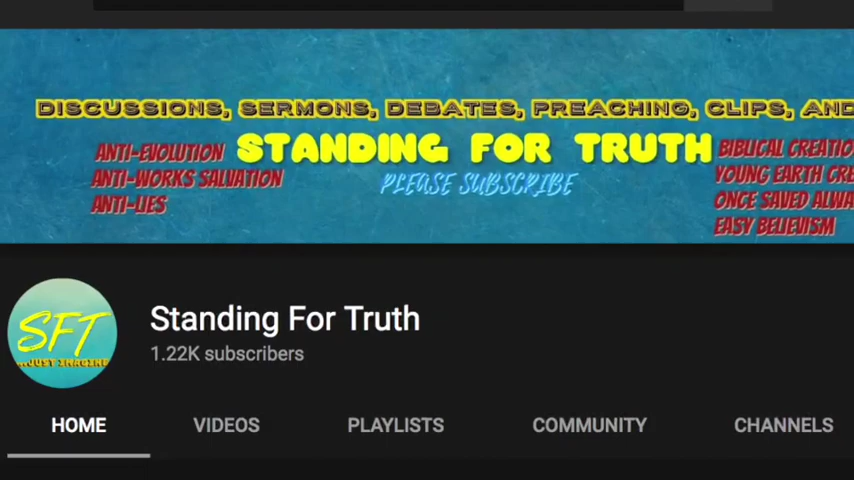 DISCUSSIONS, SERMONS, DEBATES, PREACHING, CLIPS, AND
ANTI-EVOLUTION
ANTI-WORKS SALVATION
ANTI-LIES
STANDING FOR TRUTH
PLEASE SUBSCRIBE
BIBLICAL CREATIO
YOUNG EARTH CRE
ONCE SAVED ALWA
EASY BELIEVISM
SFT
...JUST IMAGINE
Standing For Truth
1.22K subscribers
HOME VIDEOS PLAYLISTS COMMUNITY CHANNELS